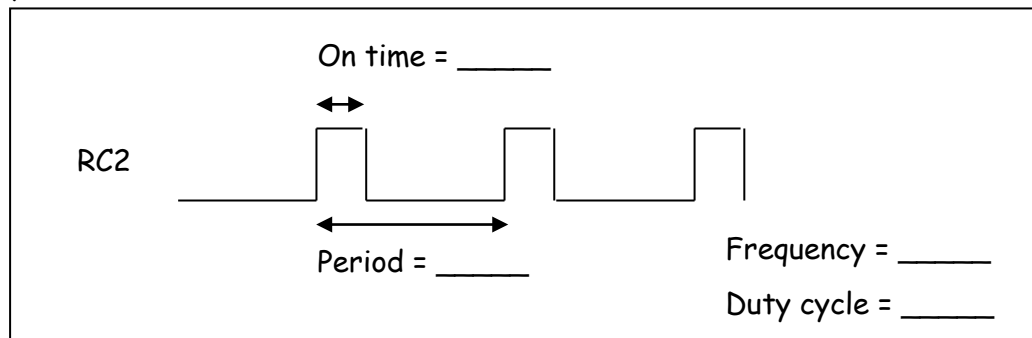 On time = _____
RC2
Period = _____
Frequency = _____
Duty cycle = _____